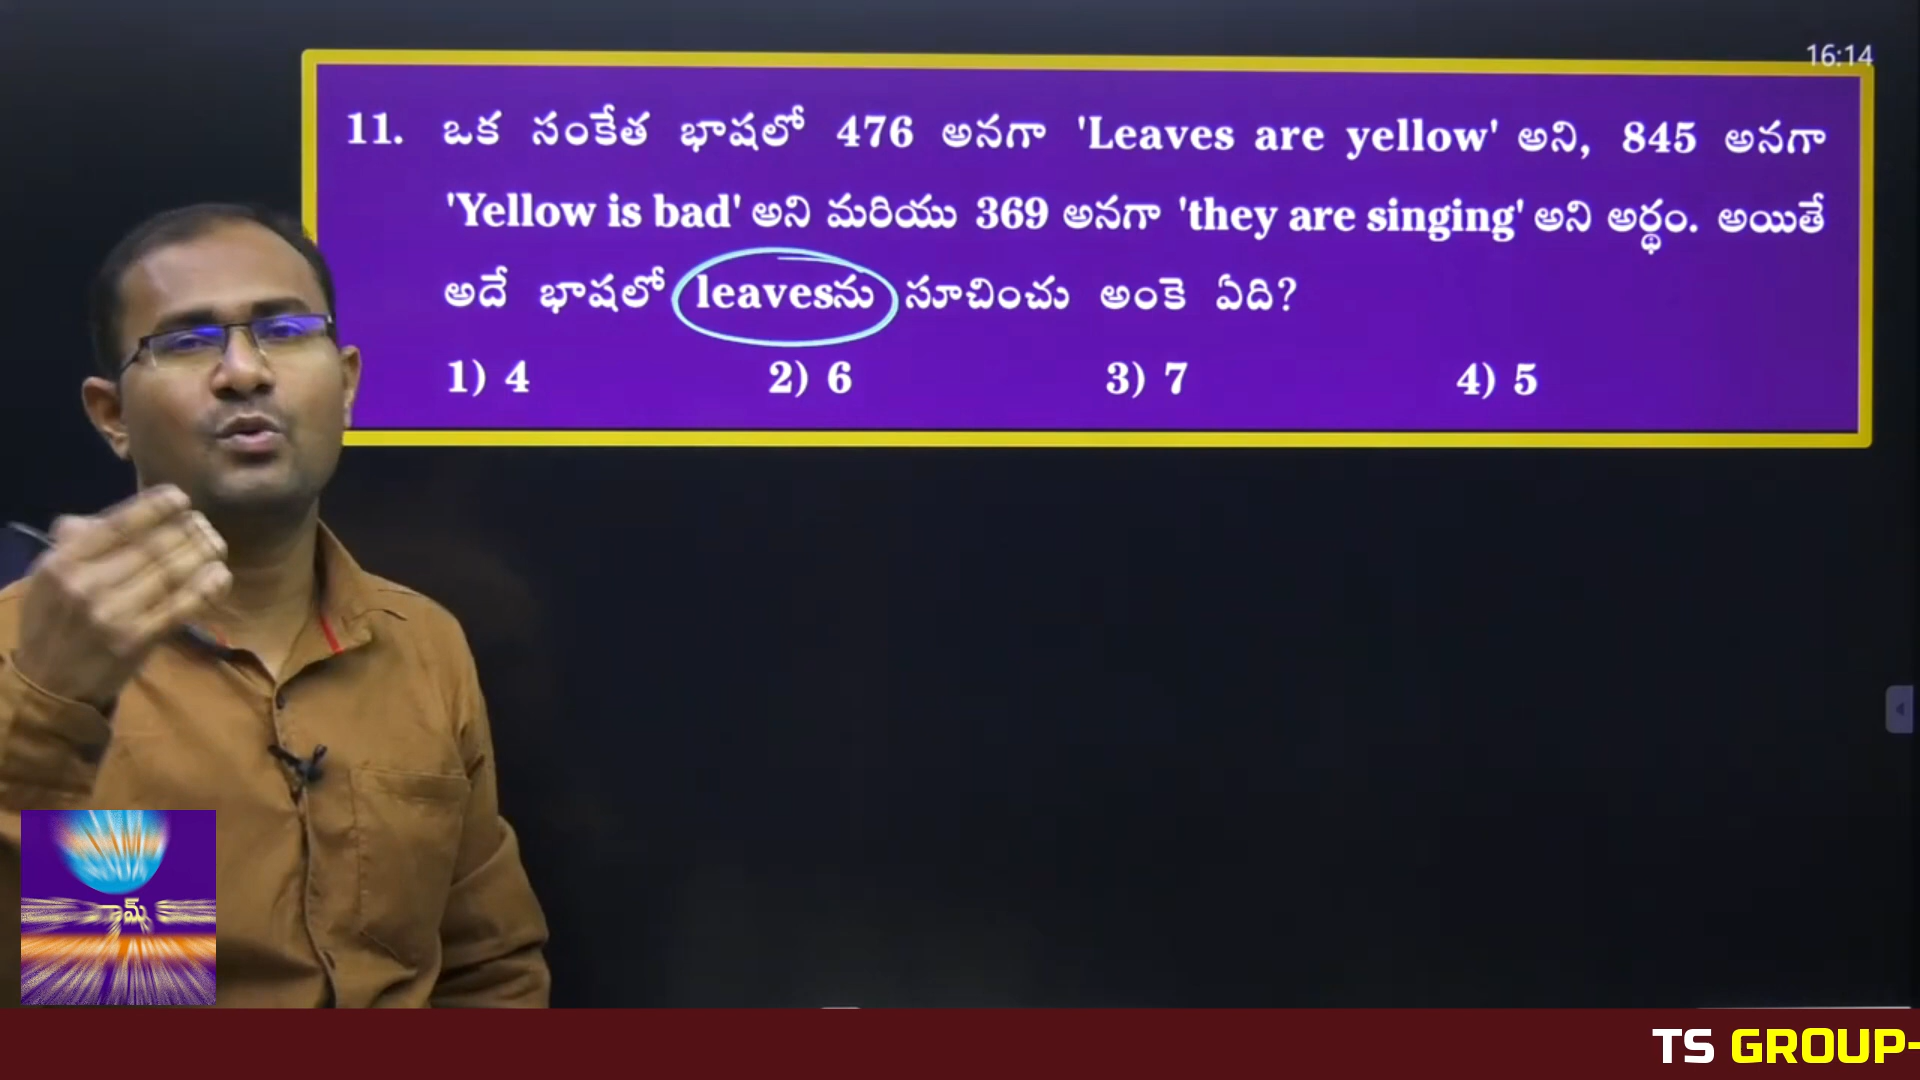 16:14
11. ఒక సంకేత భాషలో 476 అనగా 'Leaves are yellow' అని, 845 అనగా
'Yellow is bad' అని మరియు 369 అనగా 'they are singing' అని అర్థం. అయితే
అదే భాషలో leavesను సూచించు అంకె ఏది?
1) 4 2) 6 3) 7 4) 5
TS GROUP-